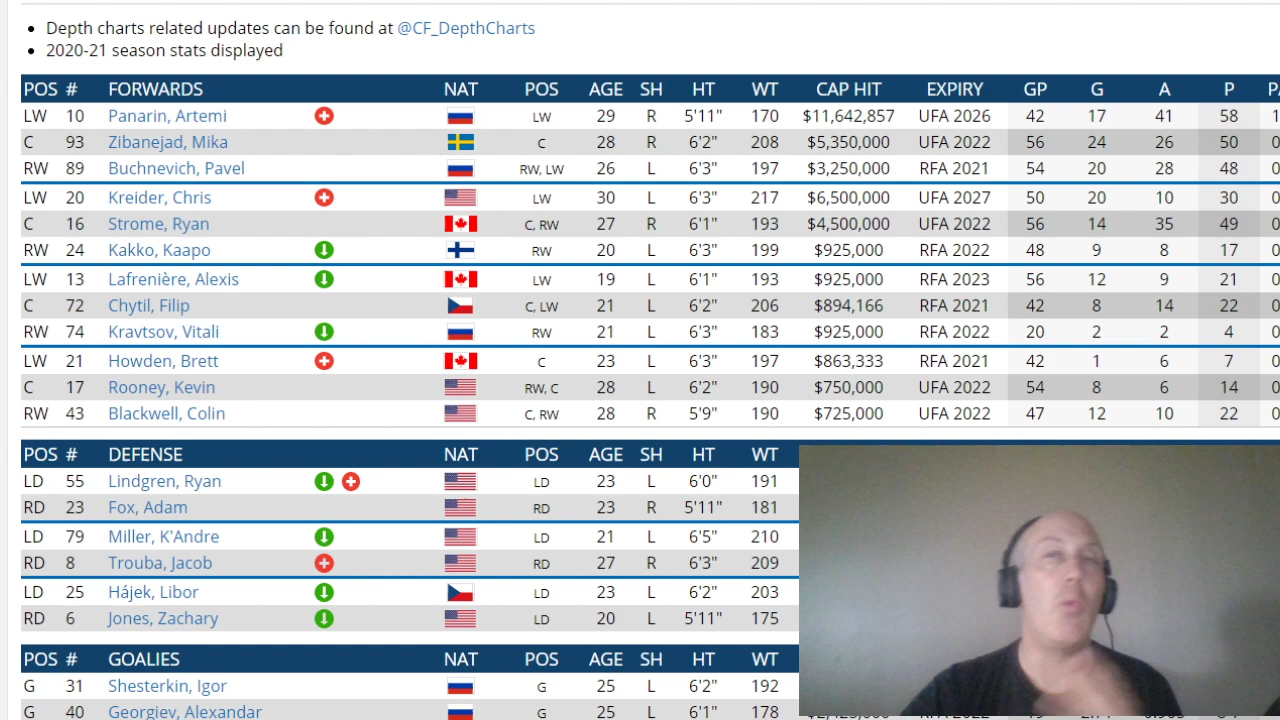 Depth charts related updates can be found at @CF_DepthCharts
2020-21 season stats displayed
POS # FORWARDS NAT POS AGE SH HT WT CAP HIT EXPIRY GP G A P
LW 10 Panarin, Artemi LW 29 R 5'11" 170 $11,642,857 UFA 2026 42 17 41 58 1
C 93 Zibanejad, Mika C 28 R 6'2" 208 $5,350,000 UFA 2022 56 24 26 50 0
RW 89 Buchnevich, Pavel RW, LW 26 L 6'3" 197 $3,250,000 RFA 2021 54 20 28 48 0
LW 20 Kreider, Chris LW 30 L 6'3" 217 $6,500,000 UFA 2027 50 20 10 30 0
C 16 Strome, Ryan C, RW 27 R 6'1" 193 $4,500,000 UFA 2022 56 14 35 49 0
RW 24 Kakko, Kaapo RW 20 L 6'3" 199 $925,000 RFA 2022 48 9 8 17 0
LW 13 Lafrenière, Alexis LW 19 L 6'1" 193 $925,000 RFA 2023 56 12 9 21 0
C 72 Chytil, Filip C, LW 21 L 6'2" 206 $894,166 RFA 2021 42 8 14 22 0
RW 74 Kravtsov, Vitali RW 21 L 6'3" 183 $925,000 RFA 2022 20 2 2 4 0
LW 21 Howden, Brett C 23 L 6'3" 197 $863,333 RFA 2021 42 1 6 7 0
C 17 Rooney, Kevin RW, C 28 L 6'2" 190 $750,000 UFA 2022 54 8 6 14 0
RW 43 Blackwell, Colin C, RW 28 R 5'9" 190 $725,000 UFA 2022 47 12 10 22 0
POS # DEFENSE NAT POS AGE SH HT WT
LD 55 Lindgren, Ryan LD 23 L 6'0" 191
RD 23 Fox, Adam RD 23 R 5'11" 181
LD 79 Miller, K'Andre LD 21 L 6'5" 210
RD 8 Trouba, Jacob RD 27 R 6'3" 209
LD 25 Hájek, Libor LD 23 L 6'2" 203
RD 6 Jones, Zachary LD 20 L 5'11" 175
POS # GOALIES NAT POS AGE SH HT WT
G 31 Shesterkin, Igor G 25 L 6'2" 192
G 40 Georgiev, Alexandar G 25 L 6'1" 178